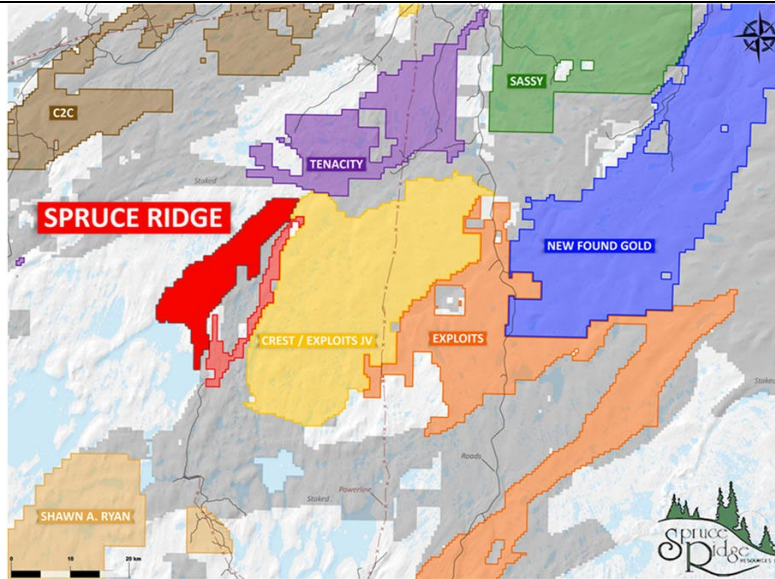 SASSY
C2C
TENACITY
Staked
SPRUCE RIDGE
NEW FOUND GOLD
CREST / EXPLOITS JV
EXPLOITS
Staked
Roads
Powerline
Staked
SHAWN A. RYAN
0 10 20 km
Spruce
Ridge
RESOURCES